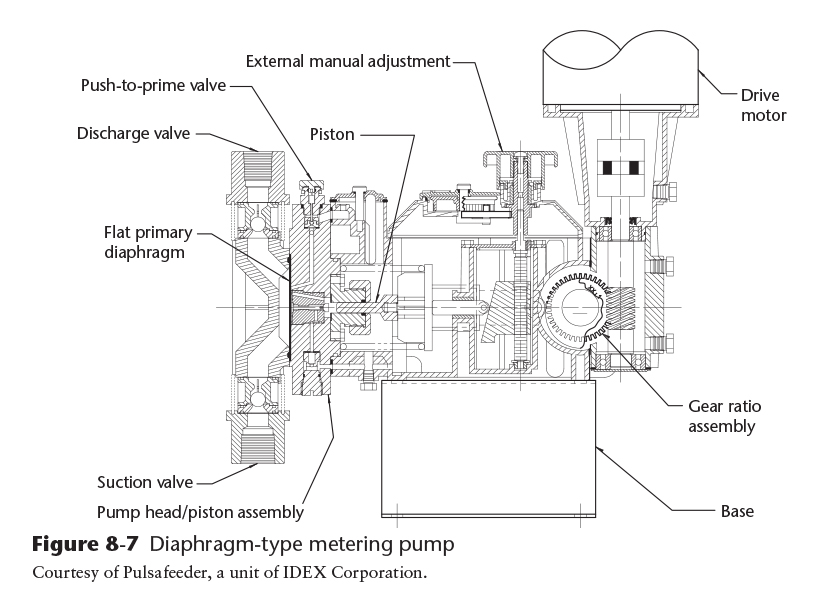 External manual adjustment
Push-to-prime valve
Drive
motor
Discharge valve
Piston
Flat primary
diaphragm
Gear ratio
assembly
Suction valve
Pump head/piston assembly
Base
Figure 8-7 Diaphragm-type metering pump
Courtesy of Pulsafeeder, a unit of IDEX Corporation.